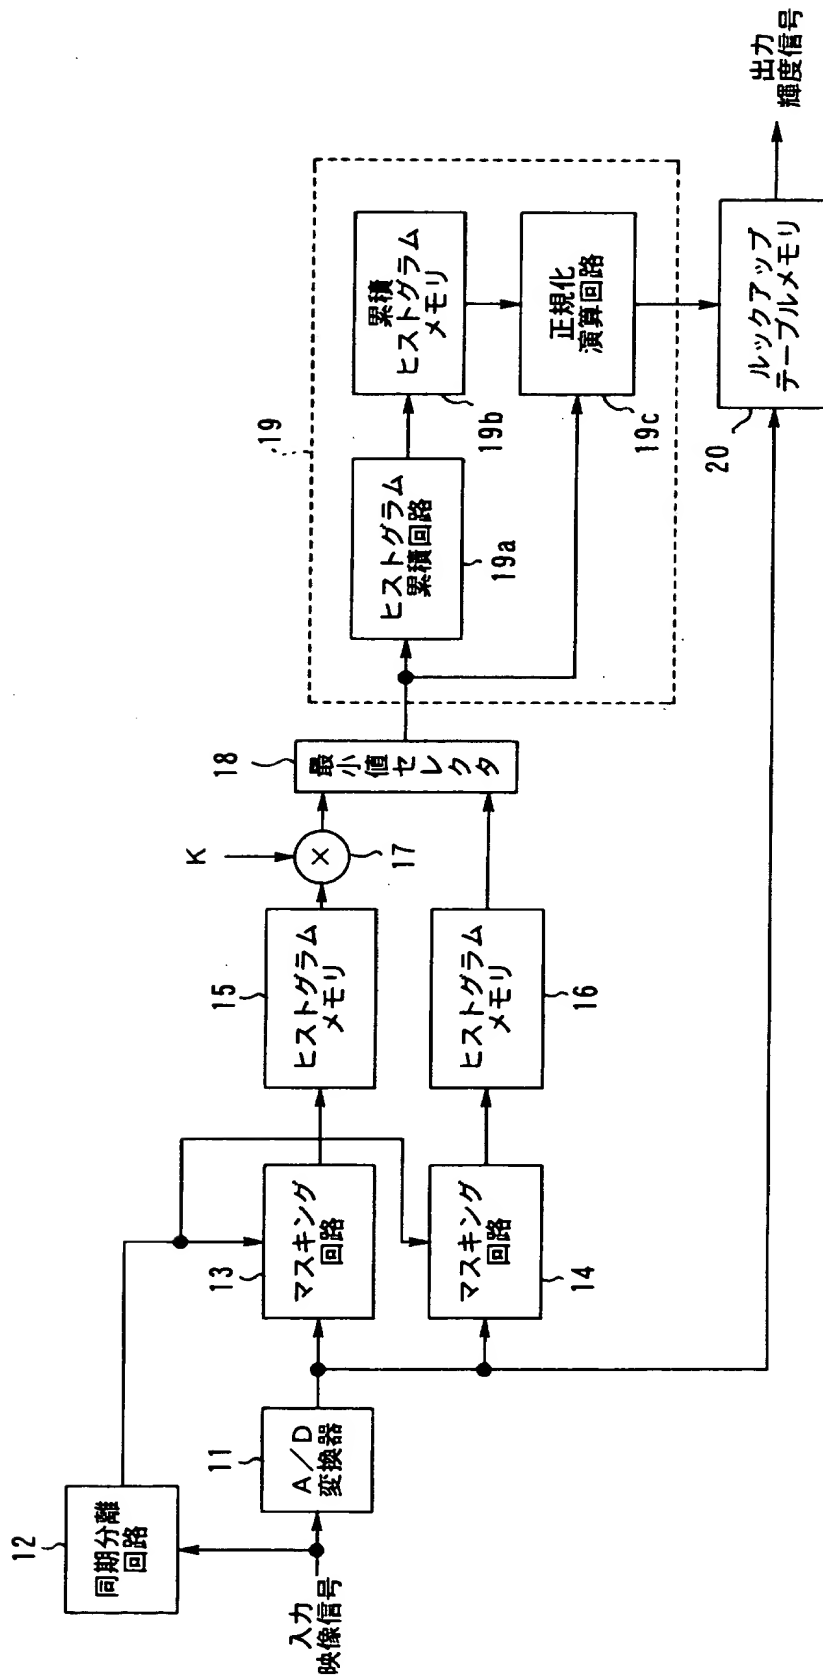 入力
映像信号
12
同期分離
回路
11
A/D
変換器
13
マスキング
回路
14
マスキング
回路
15
ヒストグラム
メモリ
16
ヒストグラム
メモリ
K
×
17
18
最小値セレクタ
19
ヒストグラム
累積回路
19a
累積
ヒストグラム
メモリ
19b
正規化
演算回路
19c
20
ルックアップ
テーブルメモリ
出力
輝度信号